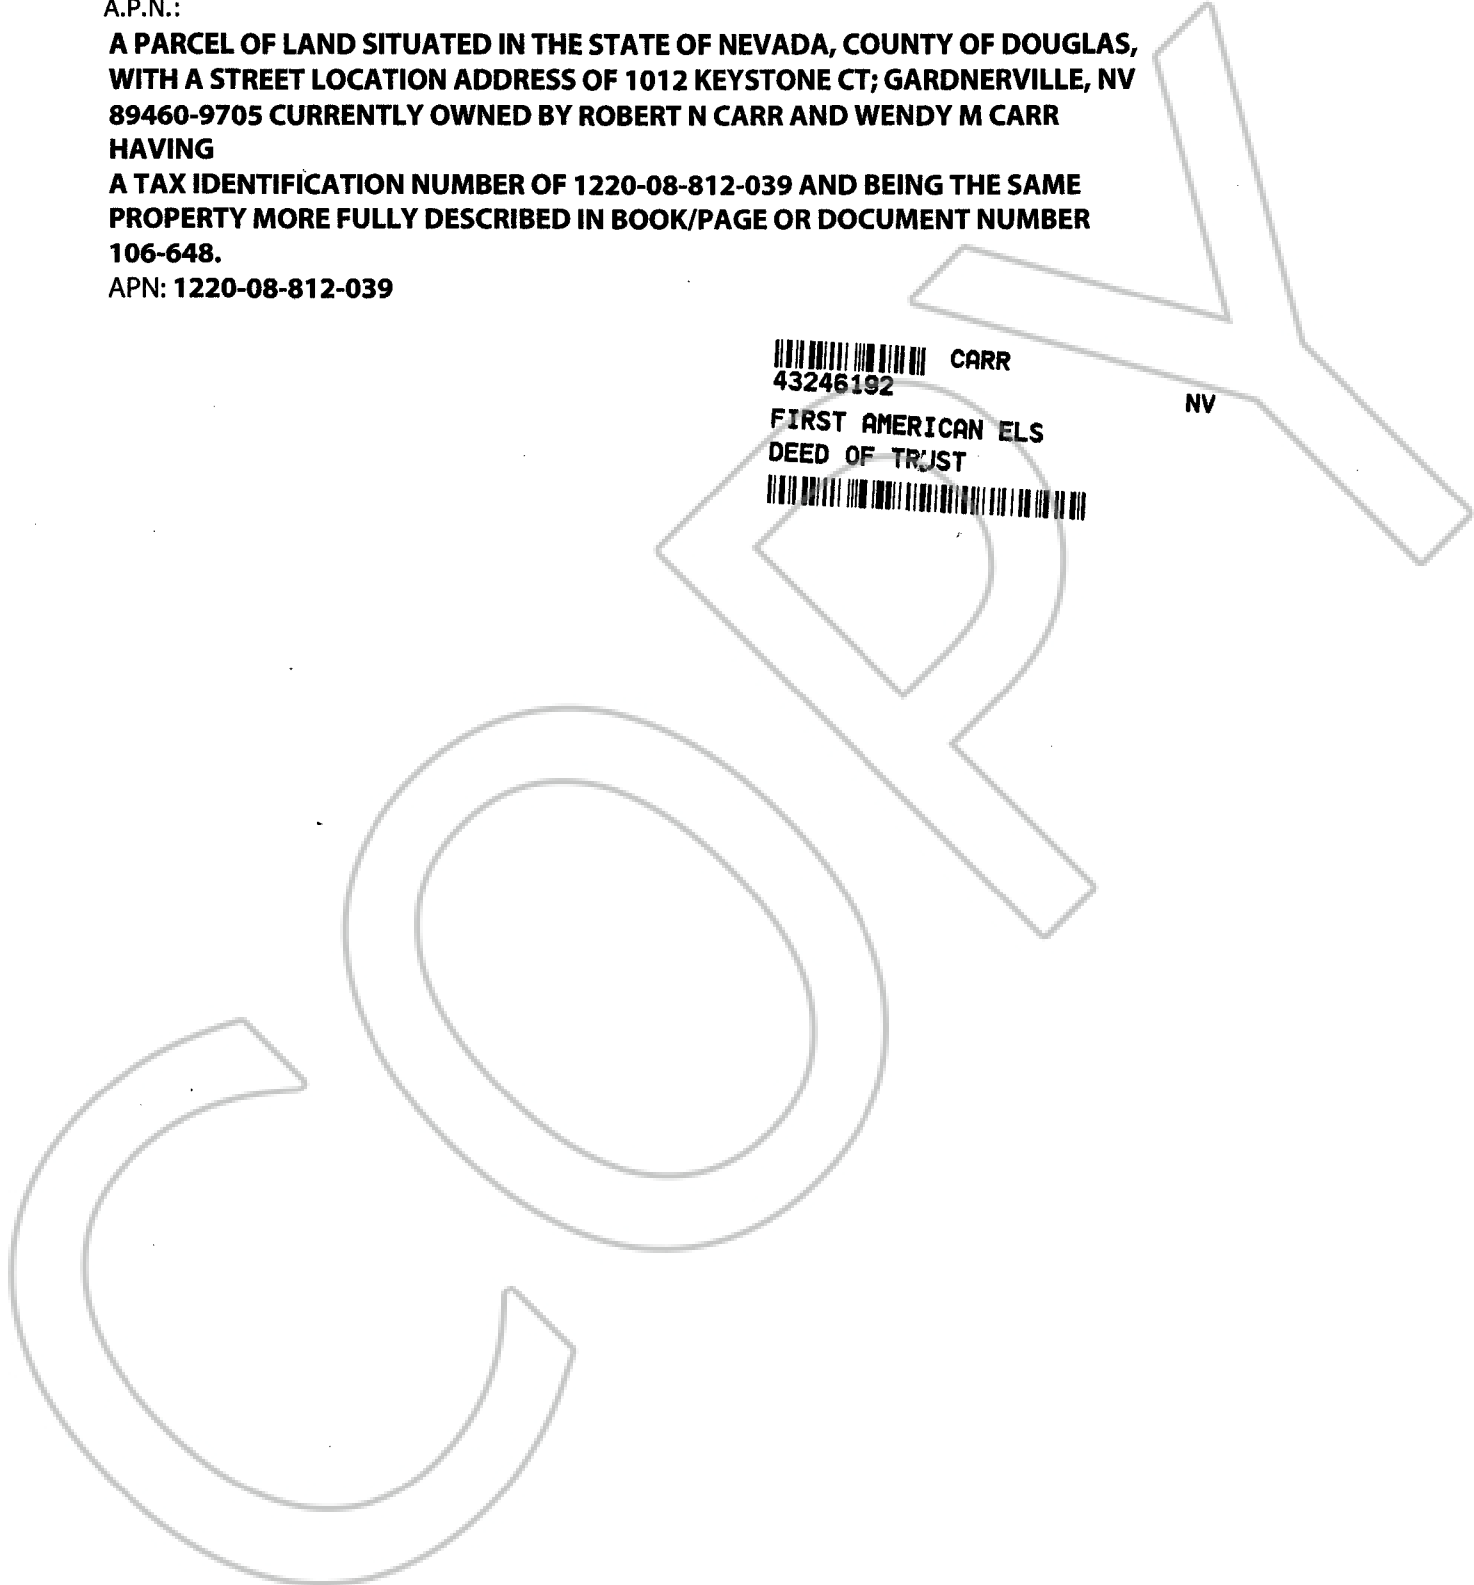 A.P.N.:
A PARCEL OF LAND SITUATED IN THE STATE OF NEVADA, COUNTY OF DOUGLAS,
WITH A STREET LOCATION ADDRESS OF 1012 KEYSTONE CT; GARDNERVILLE, NV
89460-9705 CURRENTLY OWNED BY ROBERT N CARR AND WENDY M CARR
HAVING
A TAX IDENTIFICATION NUMBER OF 1220-08-812-039 AND BEING THE SAME
PROPERTY MORE FULLY DESCRIBED IN BOOK/PAGE OR DOCUMENT NUMBER
106-648.
APN: 1220-08-812-039
CARR
43246192
NV
FIRST AMERICAN ELS
DEED OF TRUST
COPY